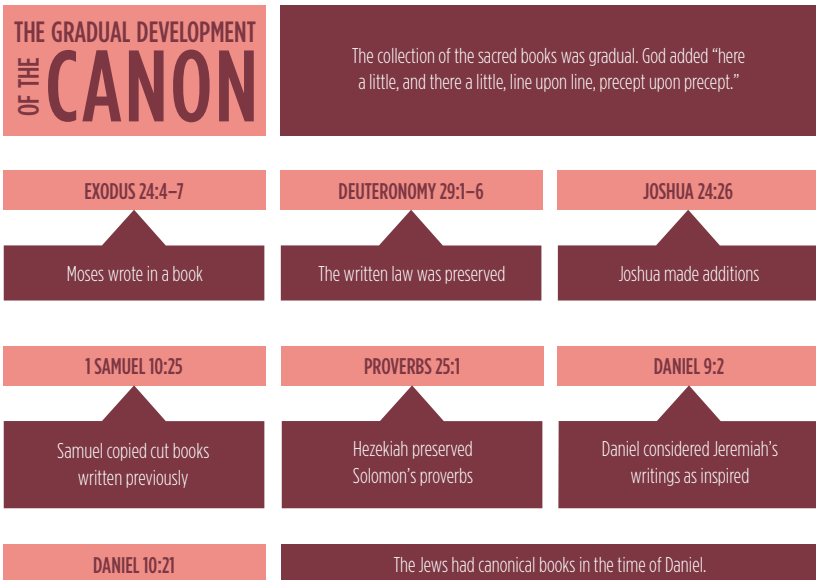 THE GRADUAL DEVELOPMENT
OF THE CANON
The collection of the sacred books was gradual. God added “here
a little, and there a little, line upon line, precept upon precept.”
EXODUS 24:4–7
Moses wrote in a book
DEUTERONOMY 29:1–6
The written law was preserved
JOSHUA 24:26
Joshua made additions
1 SAMUEL 10:25
Samuel copied cut books
written previously
PROVERBS 25:1
Hezekiah preserved
Solomon’s proverbs
DANIEL 9:2
Daniel considered Jeremiah’s
writings as inspired
DANIEL 10:21
The Jews had canonical books in the time of Daniel.